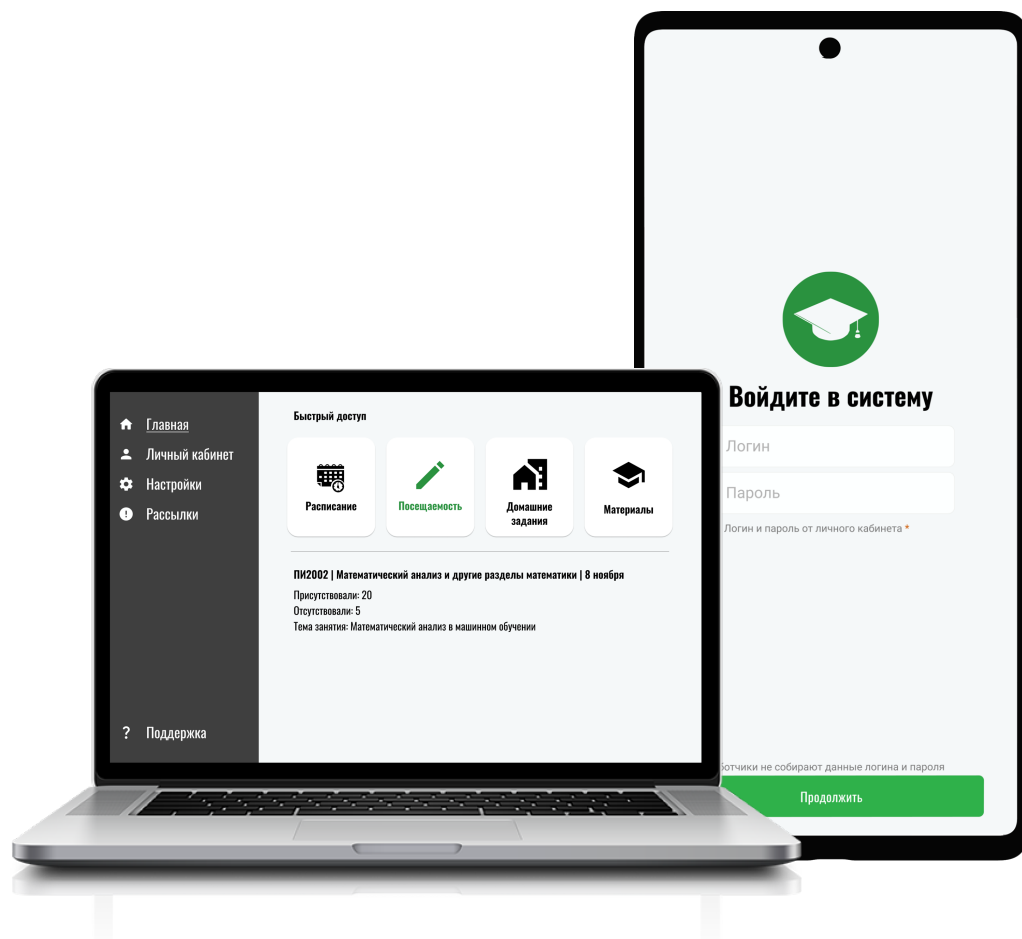 Войдите в систему
Логин
Пароль
Логин и пароль от личного кабинета *
не собирают данные логина и пароля
Продолжить
Главная
Личный кабинет
Настройки
Рассылки
? Поддержка
Быстрый доступ
Расписание
Посещаемость
Домашние
задания
Материалы
ПИ2002 | Математический анализ и другие разделы математики | 8 ноября
Присутствовали: 20
Отсутствовали: 5
Тема занятия: Математический анализ в машинном обучении